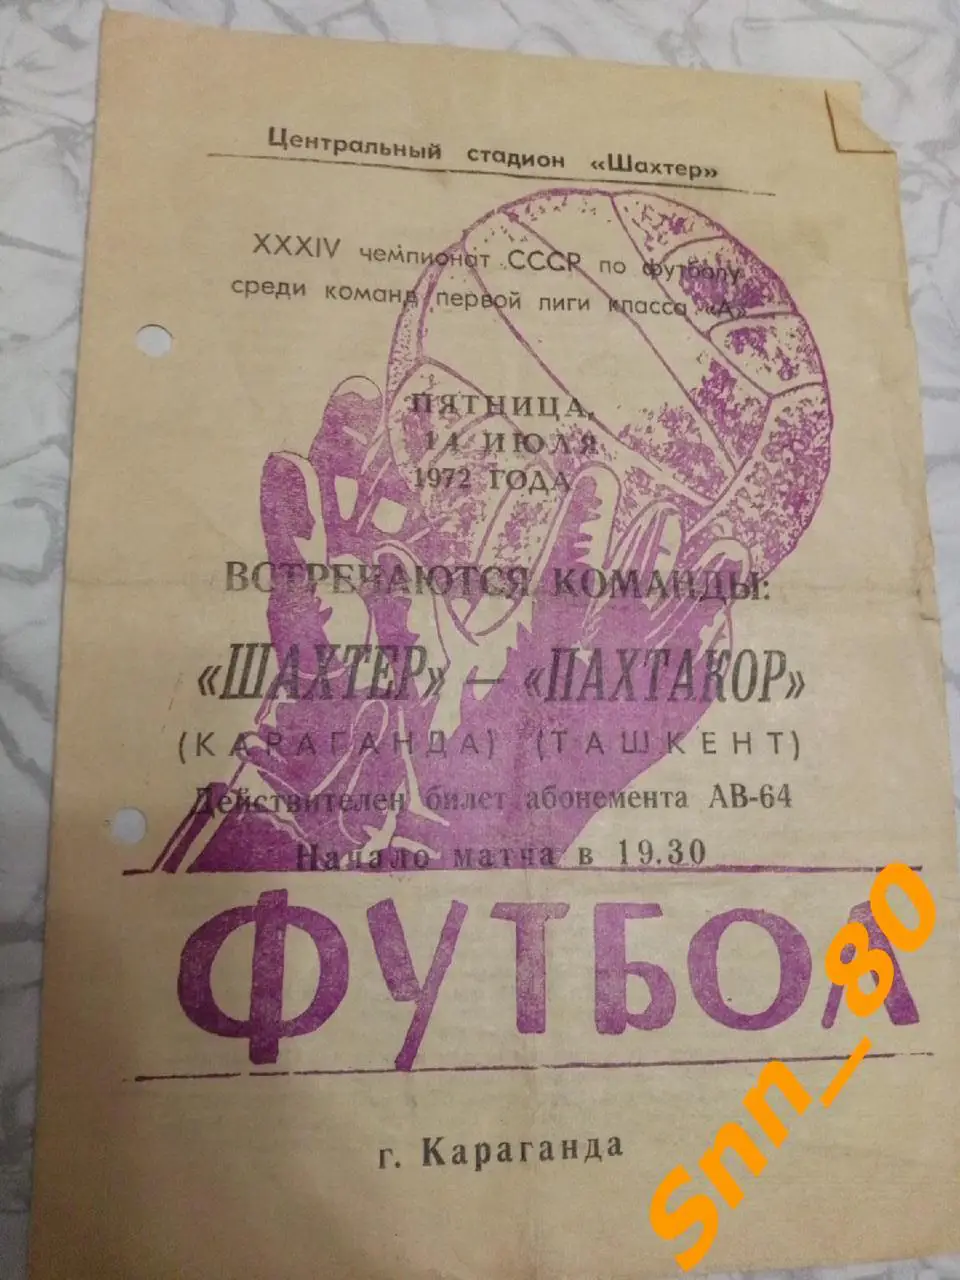 Центральный стадион «Шахтер»
XXXIV чемпионат СССР по футболу
среди команд первой лиги класса «А»
ПЯТНИЦА,
14 ИЮЛЯ
1972 ГОДА
ВСТРЕЧАЮТСЯ КОМАНДЫ:
«ШАХТЕР» — «ПАХТАКОР»
(КАРАГАНДА) (ТАШКЕНТ)
Действителен билет абонемента АВ-64
Начало матча в 19.30
ФУТБОЛ
г. Караганда
Snn_80